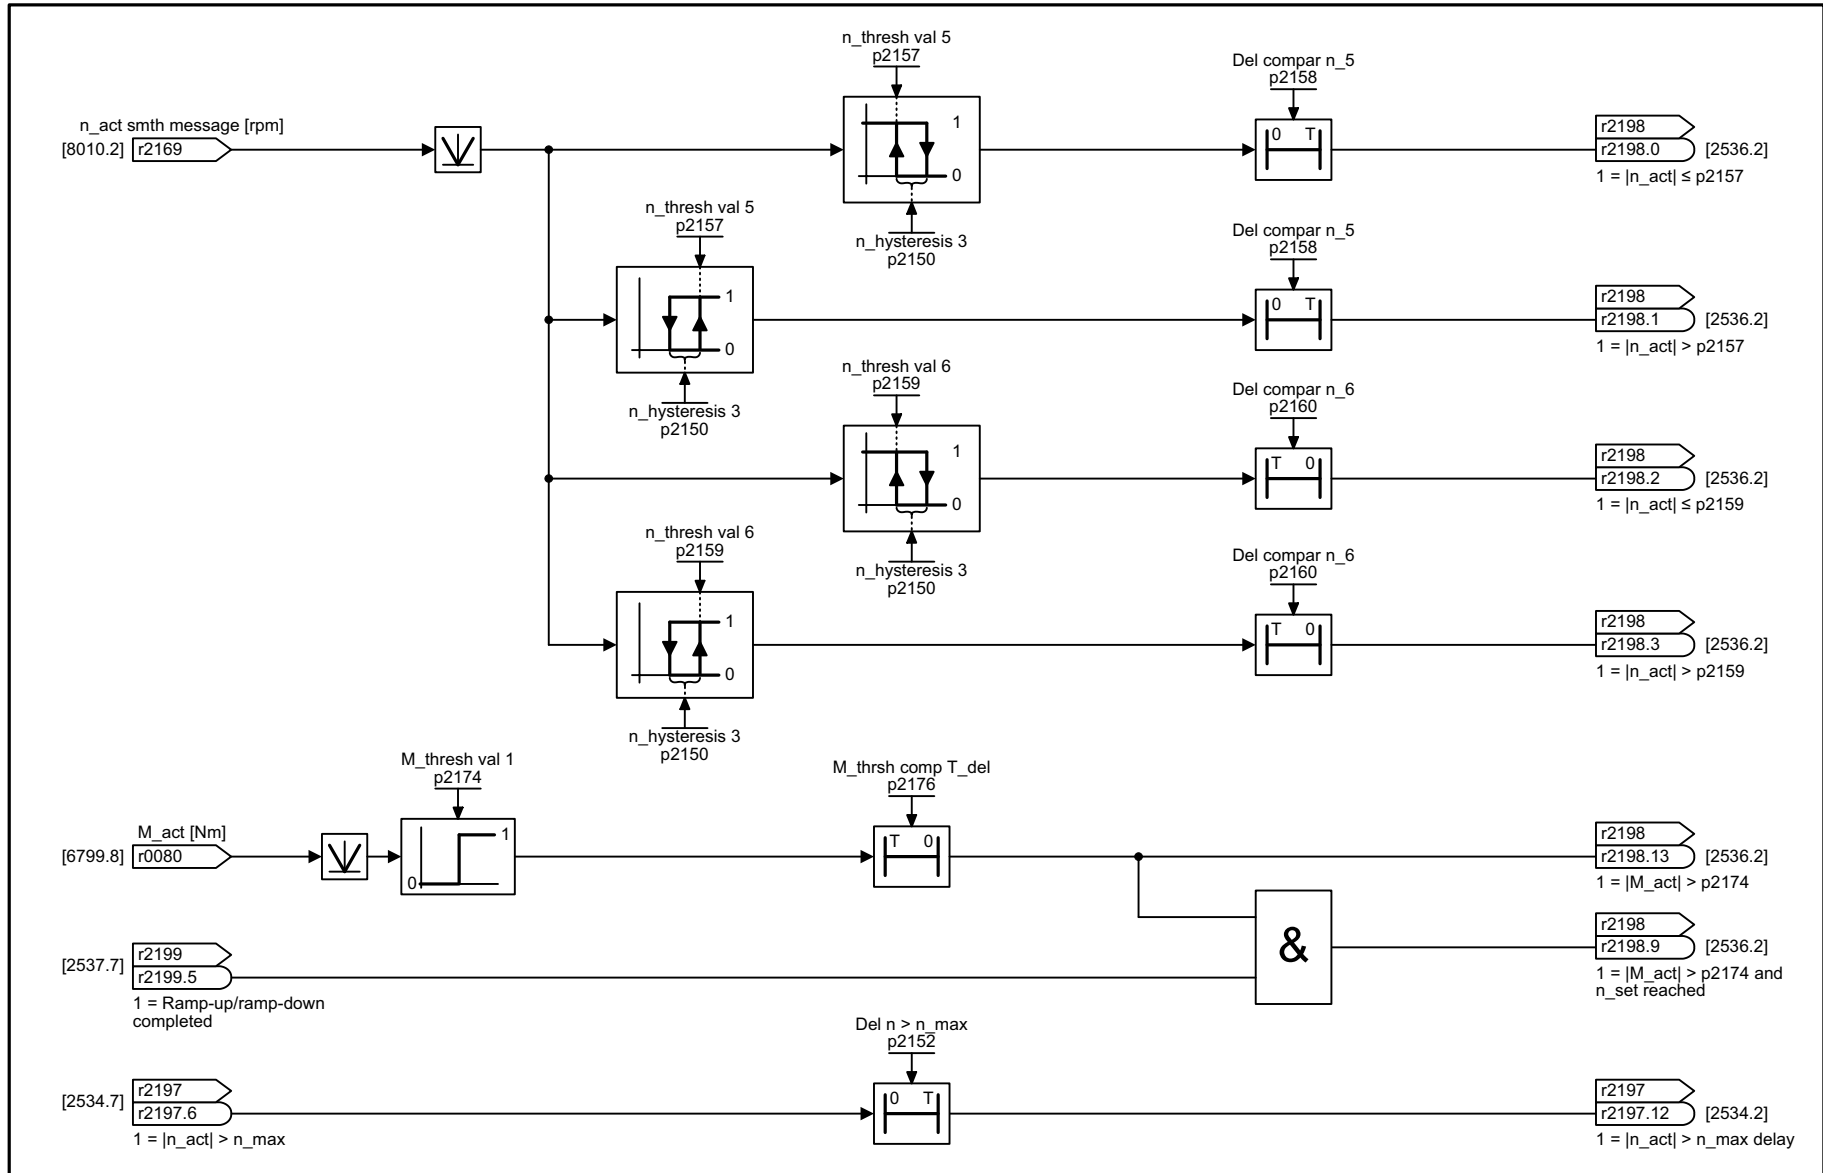 n_thresh val 5
p2157
Del compar n_5
p2158
n_act smth message [rpm]
[8010.2] r2169
1
0
0 T
r2198
r2198.0 [2536.2]
1 = |n_act| ≤ p2157
n_hysteresis 3
p2150
n_thresh val 5
p2157
Del compar n_5
p2158
1
0
0 T
r2198
r2198.1 [2536.2]
1 = |n_act| > p2157
n_hysteresis 3
p2150
n_thresh val 6
p2159
Del compar n_6
p2160
1
0
T 0
r2198
r2198.2 [2536.2]
1 = |n_act| ≤ p2159
n_hysteresis 3
p2150
n_thresh val 6
p2159
Del compar n_6
p2160
1
0
T 0
r2198
r2198.3 [2536.2]
1 = |n_act| > p2159
n_hysteresis 3
p2150
M_thresh val 1
p2174
M_thrsh comp T_del
p2176
M_act [Nm]
[6799.8] r0080
1
0
T 0
r2198
r2198.13 [2536.2]
1 = |M_act| > p2174
&
r2198
r2198.9 [2536.2]
1 = |M_act| > p2174 and
n_set reached
r2199
[2537.7]
r2199.5
1 = Ramp-up/ramp-down
completed
Del n > n_max
p2152
r2197
[2534.7]
r2197.6
1 = |n_act| > n_max
0 T
r2197
r2197.12 [2534.2]
1 = |n_act| > n_max delay